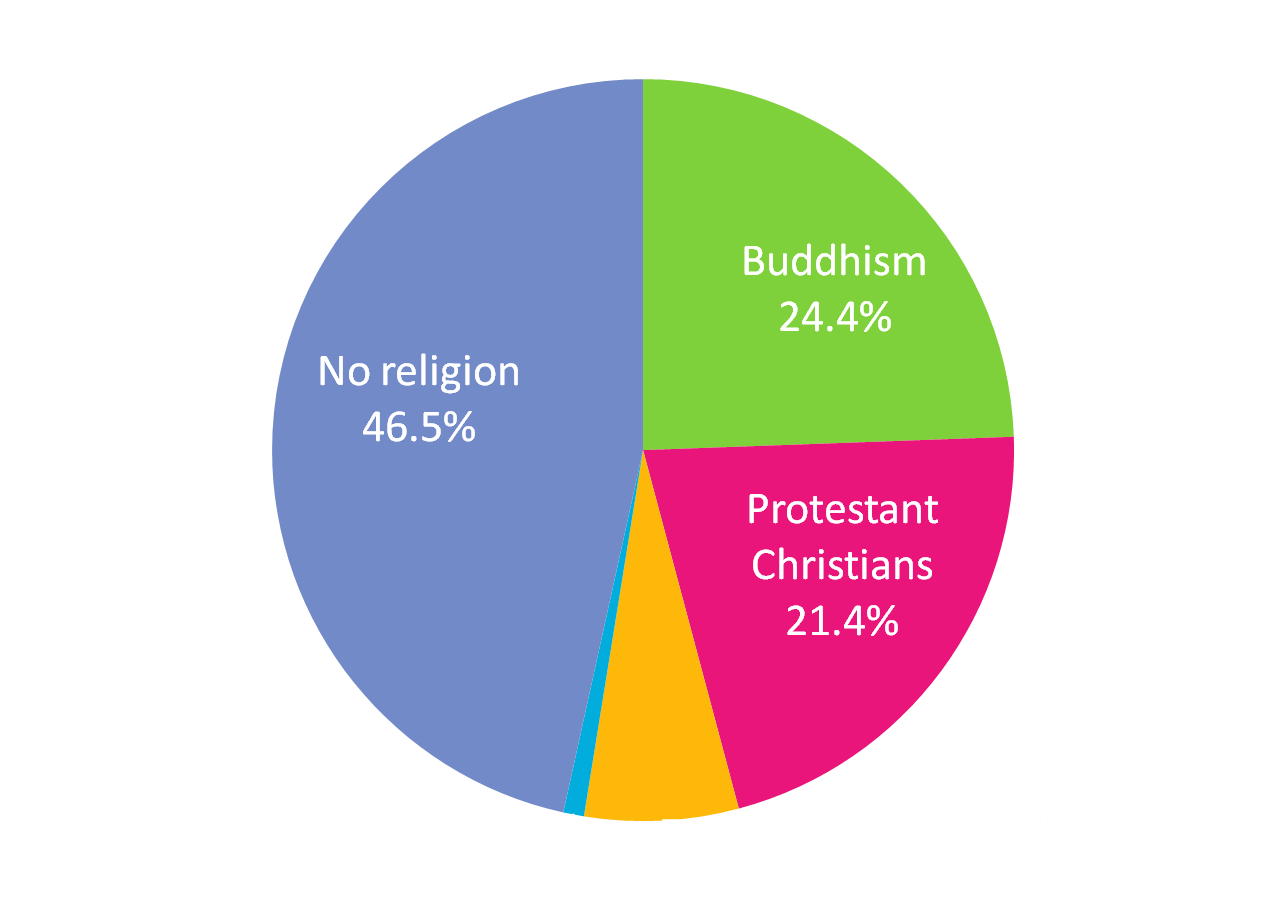 Buddhism
24.4%
No religion
46.5%
Protestant
Christians
21.4%